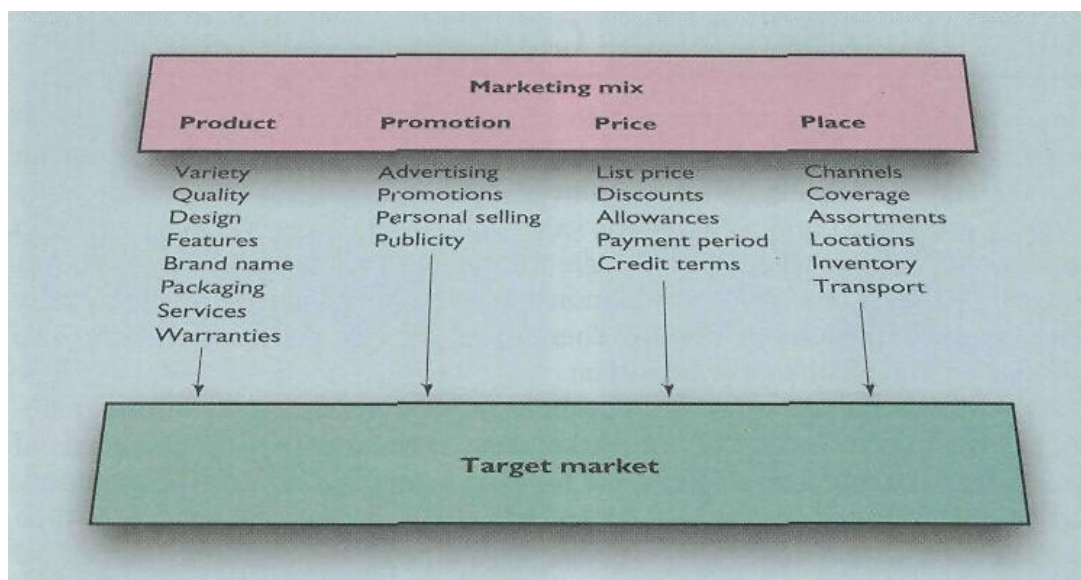 Marketing mix
Product Promotion Price Place
Variety Advertising List price Channels
Quality Promotions Discounts Coverage
Design Personal selling Allowances Assortments
Features Publicity Payment period Locations
Brand name Credit terms Inventory
Packaging Transport
Services
Warranties
Target market